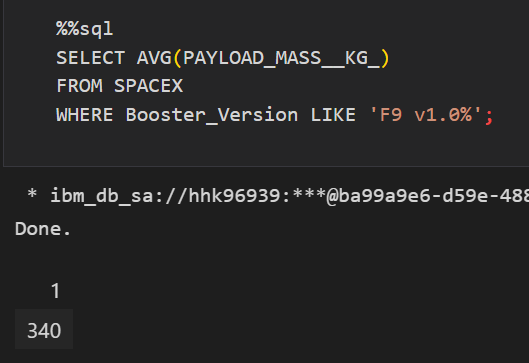 %%sql
SELECT AVG(PAYLOAD_MASS__KG_)
FROM SPACEX
WHERE Booster_Version LIKE 'F9 v1.0%';
* ibm_db_sa://hhk96939:***@ba99a9e6-d59e-488
Done.
1
340